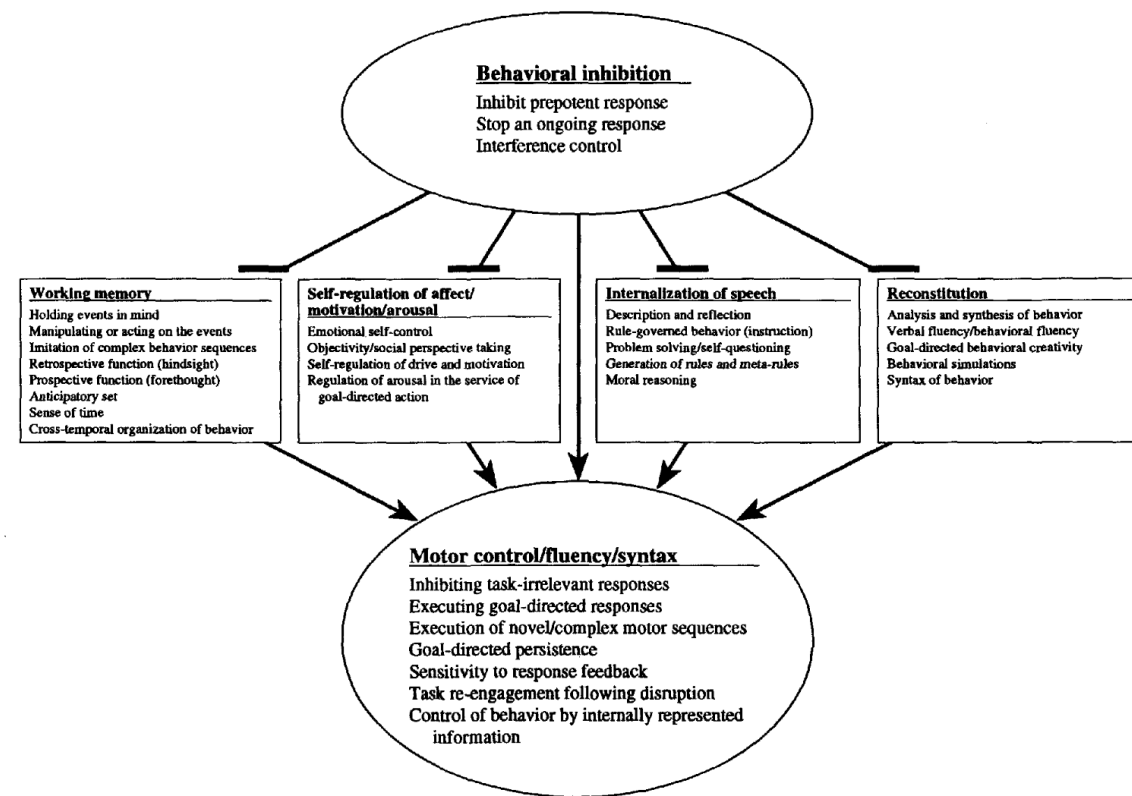 Behavioral inhibition
Inhibit prepotent response
Stop an ongoing response
Interference control
Working memory
Holding events in mind
Manipulating or acting on the events
Imitation of complex behavior sequences
Retrospective function (hindsight)
Prospective function (forethought)
Anticipatory set
Sense of time
Cross-temporal organization of behavior
Self-regulation of affect/
motivation/arousal
Emotional self-control
Objectivity/social perspective taking
Self-regulation of drive and motivation
Regulation of arousal in the service of
goal-directed action
Internalization of speech
Description and reflection
Rule-governed behavior (instruction)
Problem solving/self-questioning
Generation of rules and meta-rules
Moral reasoning
Reconstitution
Analysis and synthesis of behavior
Verbal fluency/behavioral fluency
Goal-directed behavioral creativity
Behavioral simulations
Syntax of behavior
Motor control/fluency/syntax
Inhibiting task-irrelevant responses
Executing goal-directed responses
Execution of novel/complex motor sequences
Goal-directed persistence
Sensitivity to response feedback
Task re-engagement following disruption
Control of behavior by internally represented
information